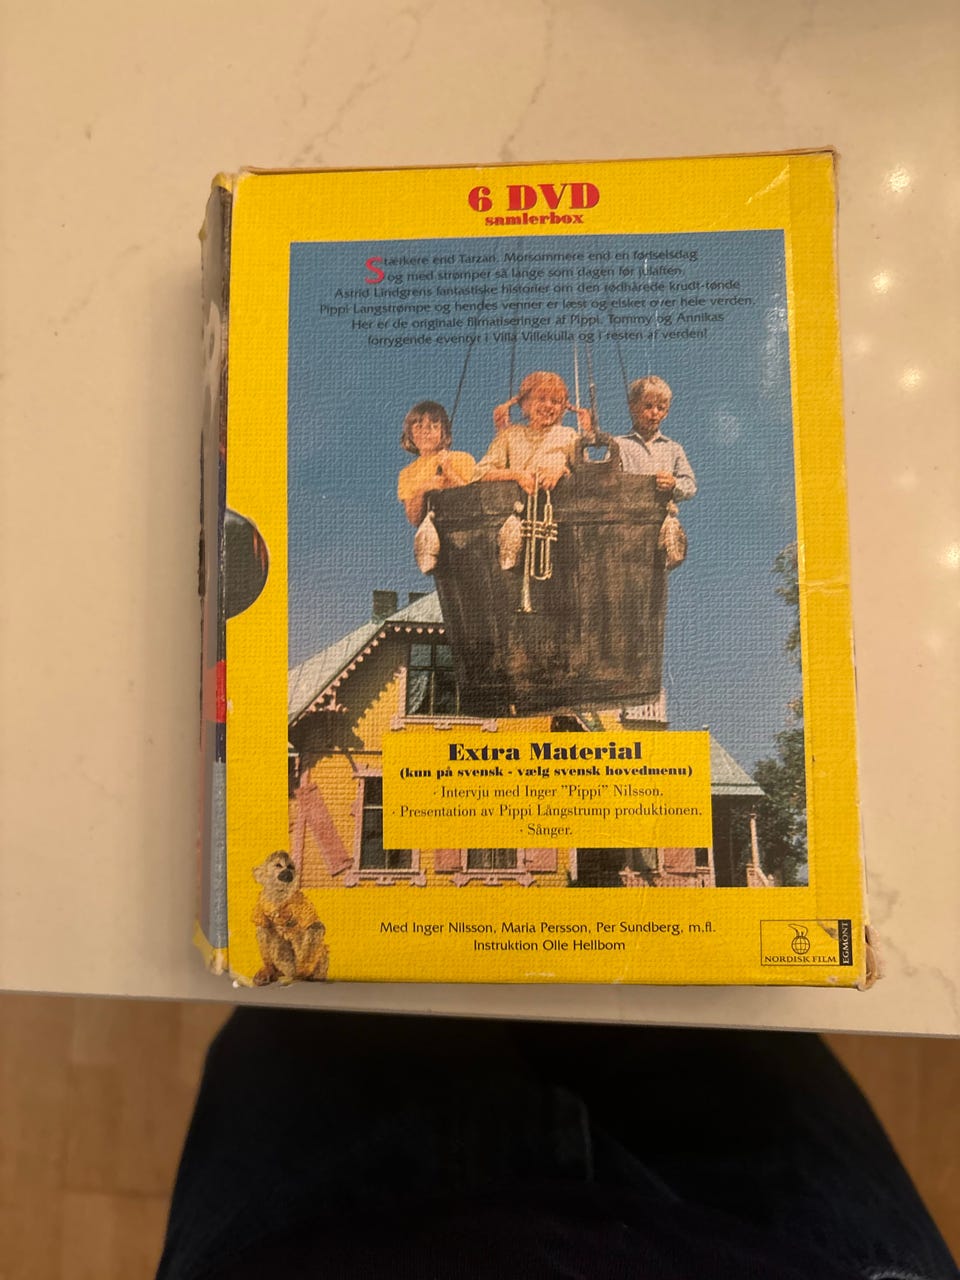 6 DVD
samlerbox
Stærkere end Tarzan. Morsommere end en fødselsdag
og med strømper så lange som dagen før juleaften.
Astrid Lindgrens fantastiske historier om den rødhårede krudt-tønde
Pippi Langstrømpe og hendes venner er læst og elsket over hele verden.
Her er de originale filmatiseringer af Pippi, Tommy og Annikas
forrygende eventyr i Villa Villekulla og i resten af verden!
Extra Material
(kun på svensk - vælg svensk hovedmenu)
· Intervju med Inger ”Pippi” Nilsson.
· Presentation av Pippi Långstrump produktionen.
· Sånger.
Med Inger Nilsson, Maria Persson, Per Sundberg, m.fl.
Instruktion Olle Hellbom
NORDISK FILM
EGMONT